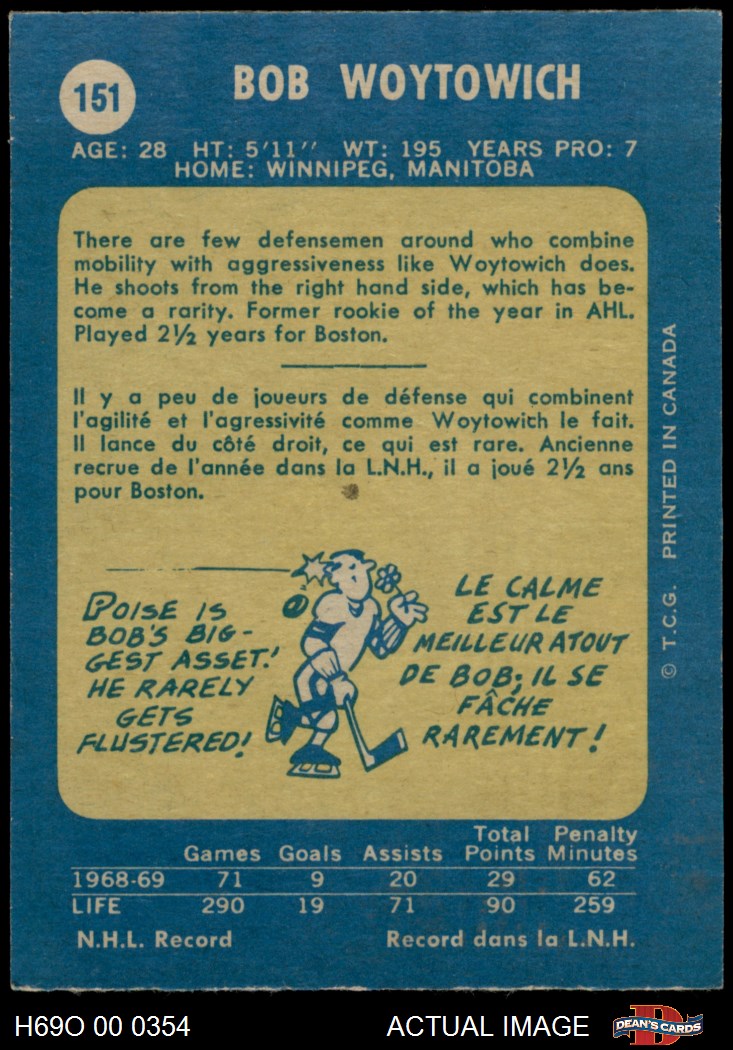 151
BOB WOYTOWICH
AGE: 28 HT: 5'11'' WT: 195 YEARS PRO: 7
HOME: WINNIPEG, MANITOBA
There are few defensemen around who combine
mobility with aggressiveness like Woytowich does.
He shoots from the right hand side, which has be-
come a rarity. Former rookie of the year in AHL.
Played 2½ years for Boston.
Il y a peu de joueurs de défense qui combinent
l'agilité et l'agressivité comme Woytowich le fait.
Il lance du côté droit, ce qui est rare. Ancienne
recrue de l'année dans la L.N.H., il a joué 2½ ans
pour Boston.
POISE IS
BOB'S BIG-
GEST ASSET!
HE RARELY
GETS
FLUSTERED!
LE CALME
EST LE
MEILLEUR ATOUT
DE BOB; IL SE
FÂCHE
RAREMENT!
© T.C.G. PRINTED IN CANADA
Total Penalty
Games Goals Assists Points Minutes
1968-69 71 9 20 29 62
LIFE 290 19 71 90 259
N.H.L. Record Record dans la L.N.H.
H69O 00 0354 ACTUAL IMAGE D DEAN'S CARDS